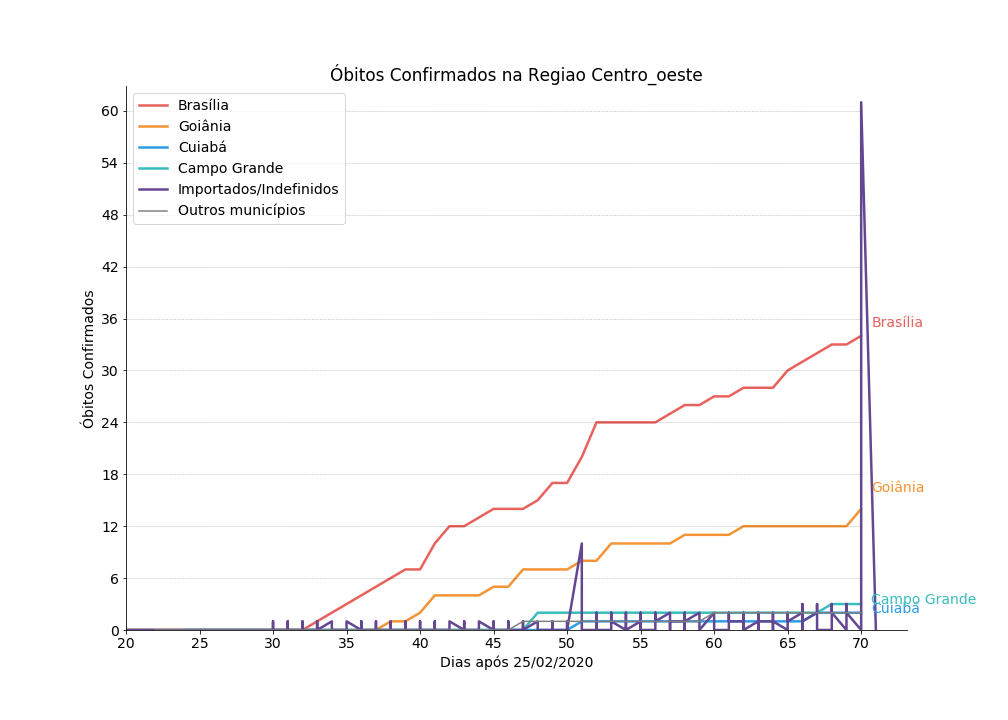 Óbitos Confirmados na Regiao Centro_oeste
Brasília
Goiânia
Cuiabá
Campo Grande
Importados/Indefinidos
Outros municípios
60
54
48
42
36
30
24
18
12
6
0
Óbitos Confirmados
Brasília
Goiânia
Campo Grande
Cuiabá
20 25 30 35 40 45 50 55 60 65 70
Dias após 25/02/2020